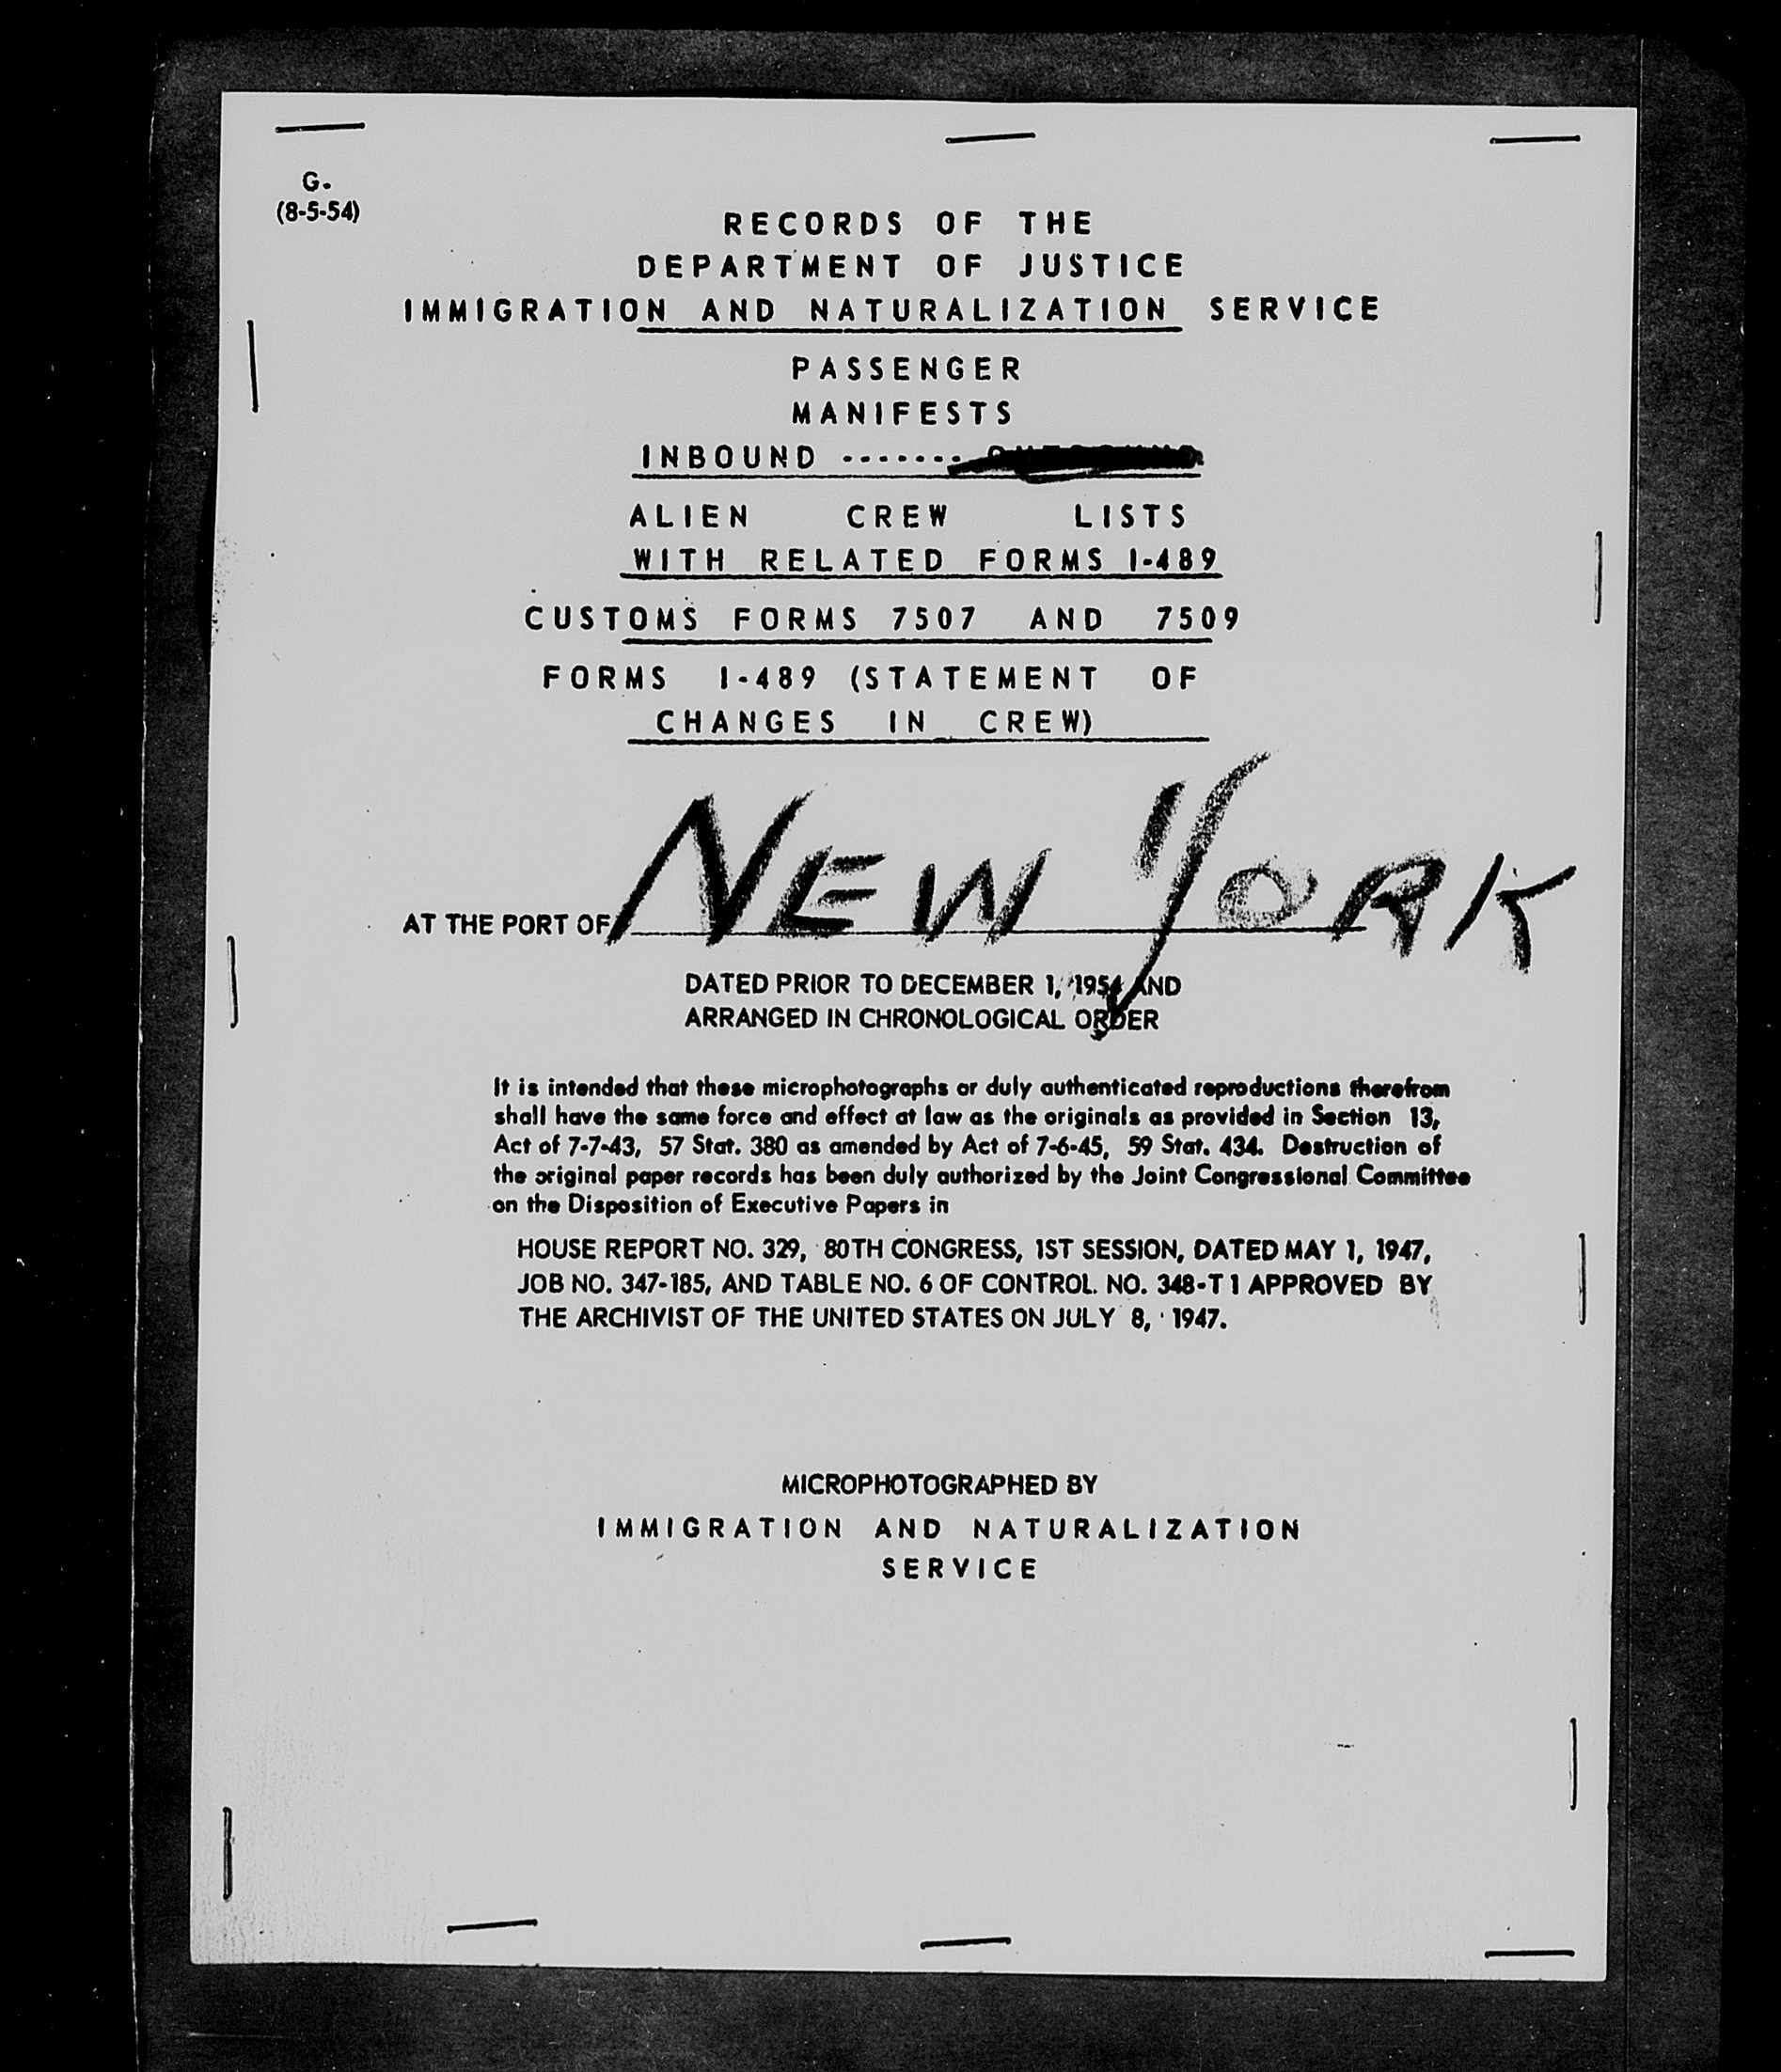 G.
(8-5-54)
RECORDS OF THE
DEPARTMENT OF JUSTICE
IMMIGRATION AND NATURALIZATION SERVICE
PASSENGER
MANIFESTS
INBOUND -------
ALIEN CREW LISTS
WITH RELATED FORMS I-489
CUSTOMS FORMS 7507 AND 7509
FORMS I-489 (STATEMENT OF
CHANGES IN CREW)
AT THE PORT OF NEW YORK
DATED PRIOR TO DECEMBER 1, 1954 AND
ARRANGED IN CHRONOLOGICAL ORDER
It is intended that these microphotographs or duly authenticated reproductions therefrom
shall have the same force and effect at law as the originals as provided in Section 13,
Act of 7-7-43, 57 Stat. 380 as amended by Act of 7-6-45, 59 Stat. 434. Destruction of
the original paper records has been duly authorized by the Joint Congressional Committee
on the Disposition of Executive Papers in
HOUSE REPORT NO. 329, 80TH CONGRESS, 1ST SESSION, DATED MAY 1, 1947,
JOB NO. 347-185, AND TABLE NO. 6 OF CONTROL NO. 348-T1 APPROVED BY
THE ARCHIVIST OF THE UNITED STATES ON JULY 8, 1947.
MICROPHOTOGRAPHED BY
IMMIGRATION AND NATURALIZATION
SERVICE